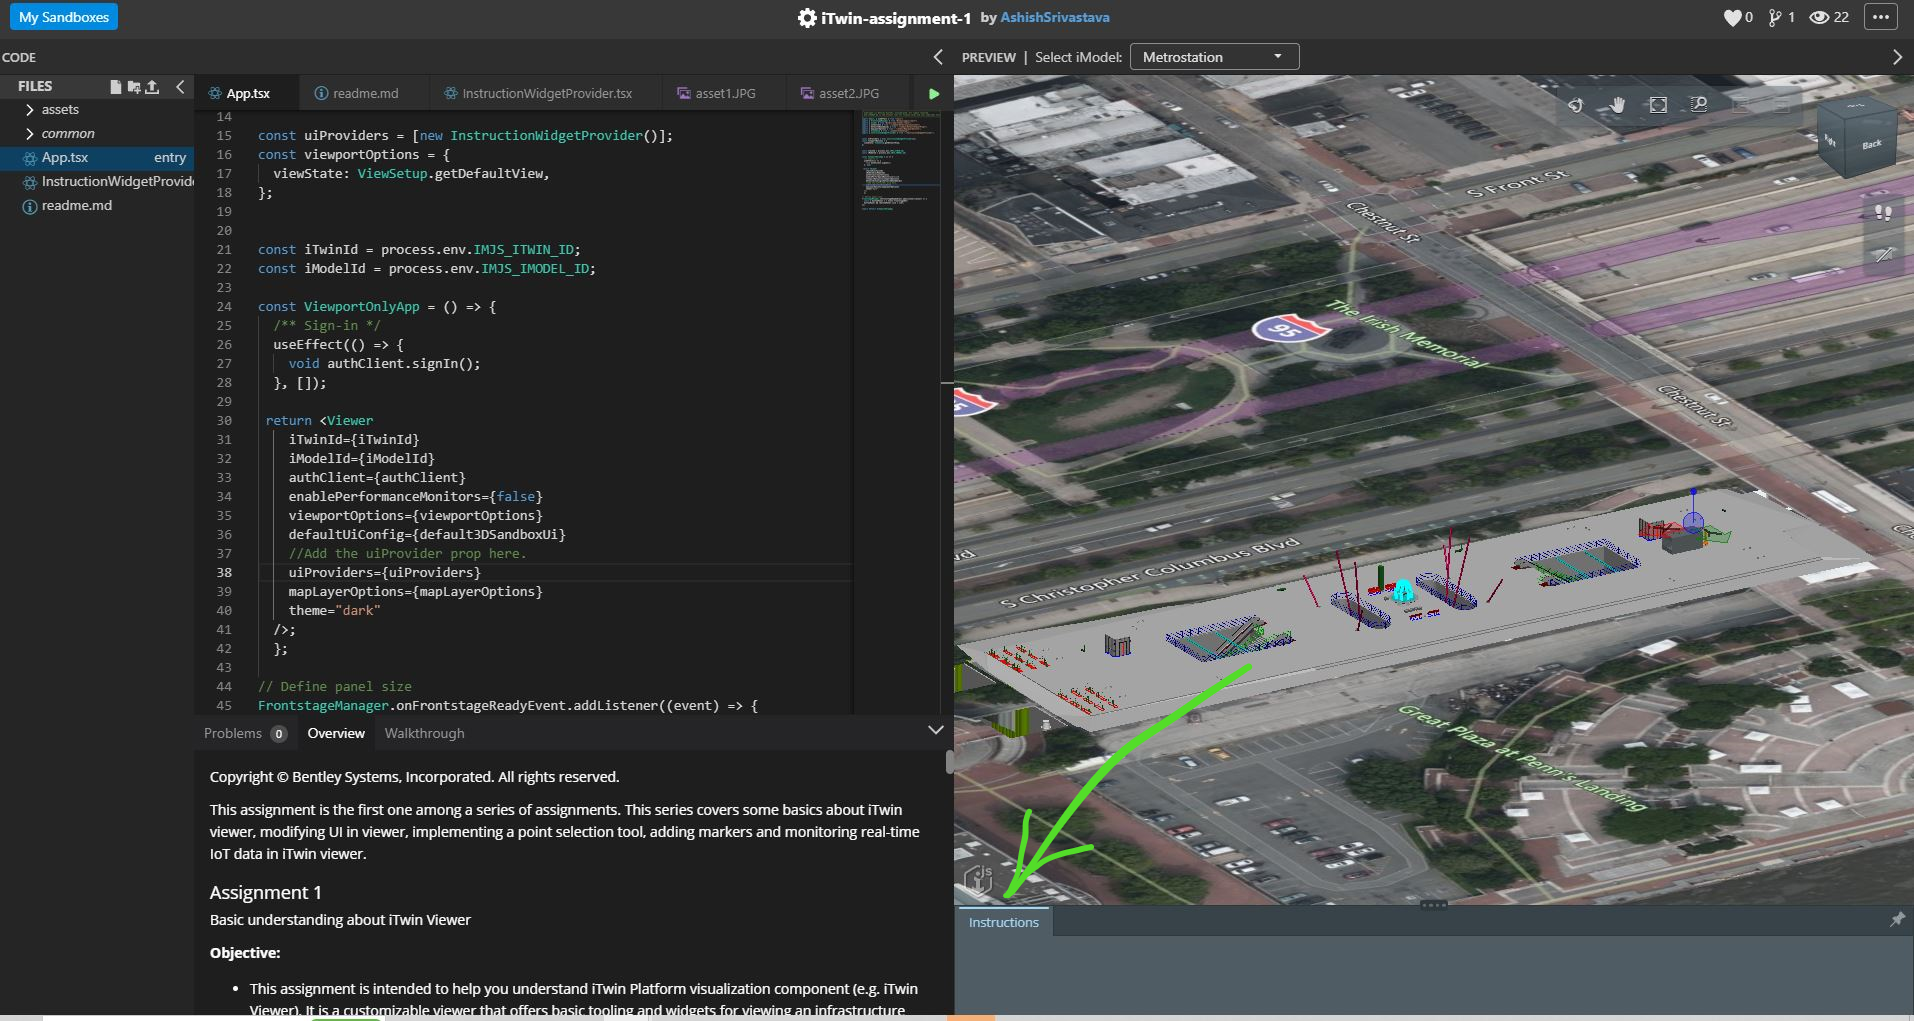 My Sandboxes
iTwin-assignment-1 by AshishSrivastava
0 1 22
CODE
PREVIEW | Select iModel: Metrostation
FILES
assets
common
App.tsx entry
InstructionWidgetProvide
readme.md
App.tsx readme.md InstructionWidgetProvider.tsx asset1.JPG asset2.JPG
14
15 const uiProviders = [new InstructionWidgetProvider()];
16 const viewportOptions = {
17 viewState: ViewSetup.getDefaultView,
18 };
19
20
21 const iTwinId = process.env.IMJS_ITWIN_ID;
22 const iModelId = process.env.IMJS_IMODEL_ID;
23
24 const ViewportOnlyApp = () => {
25 /** Sign-in */
26 useEffect(() => {
27 void authClient.signIn();
28 }, []);
29
30 return <Viewer
31 iTwinId={iTwinId}
32 iModelId={iModelId}
33 authClient={authClient}
34 enablePerformanceMonitors={false}
35 viewportOptions={viewportOptions}
36 defaultUiConfig={default3DSandboxUi}
37 //Add the uiProvider prop here.
38 uiProviders={uiProviders}
39 mapLayerOptions={mapLayerOptions}
40 theme="dark"
41 />;
42 };
43
44 // Define panel size
45 FrontstageManager.onFrontstageReadyEvent.addListener((event) => {
Problems 0 Overview Walkthrough
Copyright © Bentley Systems, Incorporated. All rights reserved.
This assignment is the first one among a series of assignments. This series covers some basics about iTwin
viewer, modifying UI in viewer, implementing a point selection tool, adding markers and monitoring real-time
IoT data in iTwin viewer.
Assignment 1
Basic understanding about iTwin Viewer
Objective:
• This assignment is intended to help you understand iTwin Platform visualization component (e.g. iTwin
Viewer). It is a customizable viewer that offers basic tooling and widgets for viewing an infrastructure
Back
S Front St
Chestnut St
The Irish Memorial
95
Chestnut St
S Christopher Columbus Blvd
Great Plaza at Penn's Landing
js
Instructions